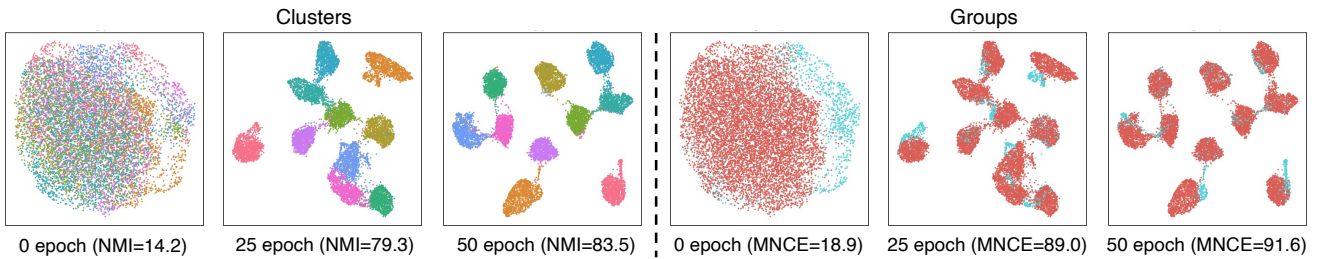 Clusters
Groups
0 epoch (NMI=14.2)
25 epoch (NMI=79.3)
50 epoch (NMI=83.5)
0 epoch (MNCE=18.9)
25 epoch (MNCE=89.0)
50 epoch (MNCE=91.6)